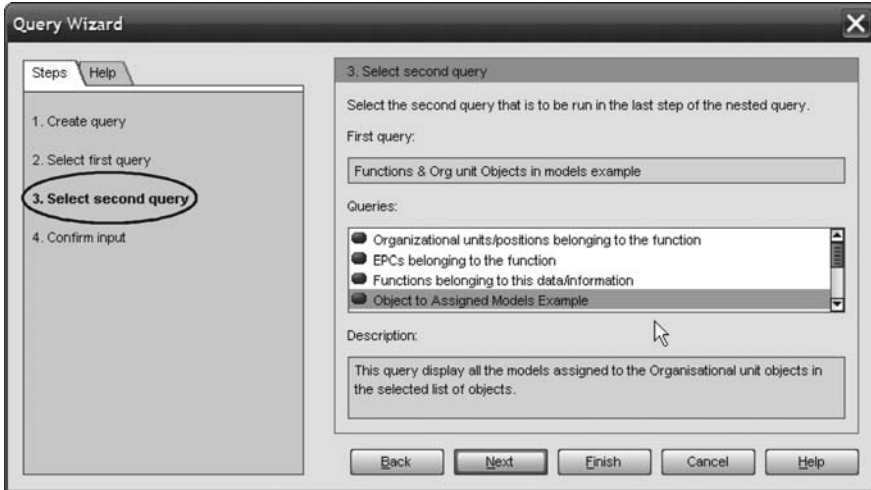 Query Wizard
Steps
Help
1. Create query
2. Select first query
3. Select second query
4. Confirm input
3. Select second query
Select the second query that is to be run in the last step of the nested query.
First query:
Functions & Org unit Objects in models example
Queries:
Organizational units/positions belonging to the function
EPCs belonging to the function
Functions belonging to this data/information
Object to Assigned Models Example
Description:
This query display all the models assigned to the Organisational unit objects in
the selected list of objects.
Back
Next
Finish
Cancel
Help